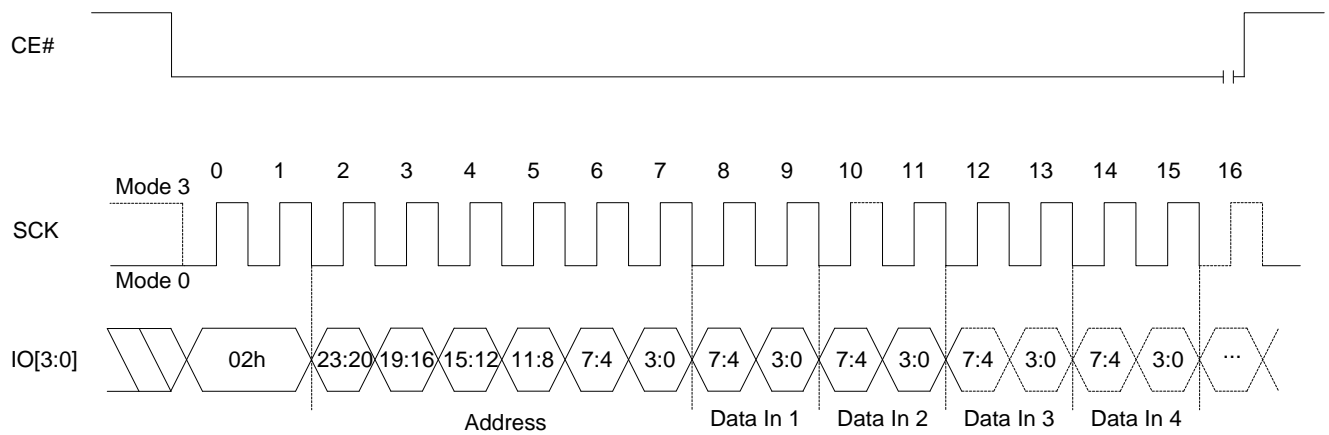 CE#
0 1 2 3 4 5 6 7 8 9 10 11 12 13 14 15 16
Mode 3
SCK
Mode 0
IO[3:0] 02h 23:20 19:16 15:12 11:8 7:4 3:0 7:4 3:0 7:4 3:0 7:4 3:0 7:4 3:0 ...
Address Data In 1 Data In 2 Data In 3 Data In 4